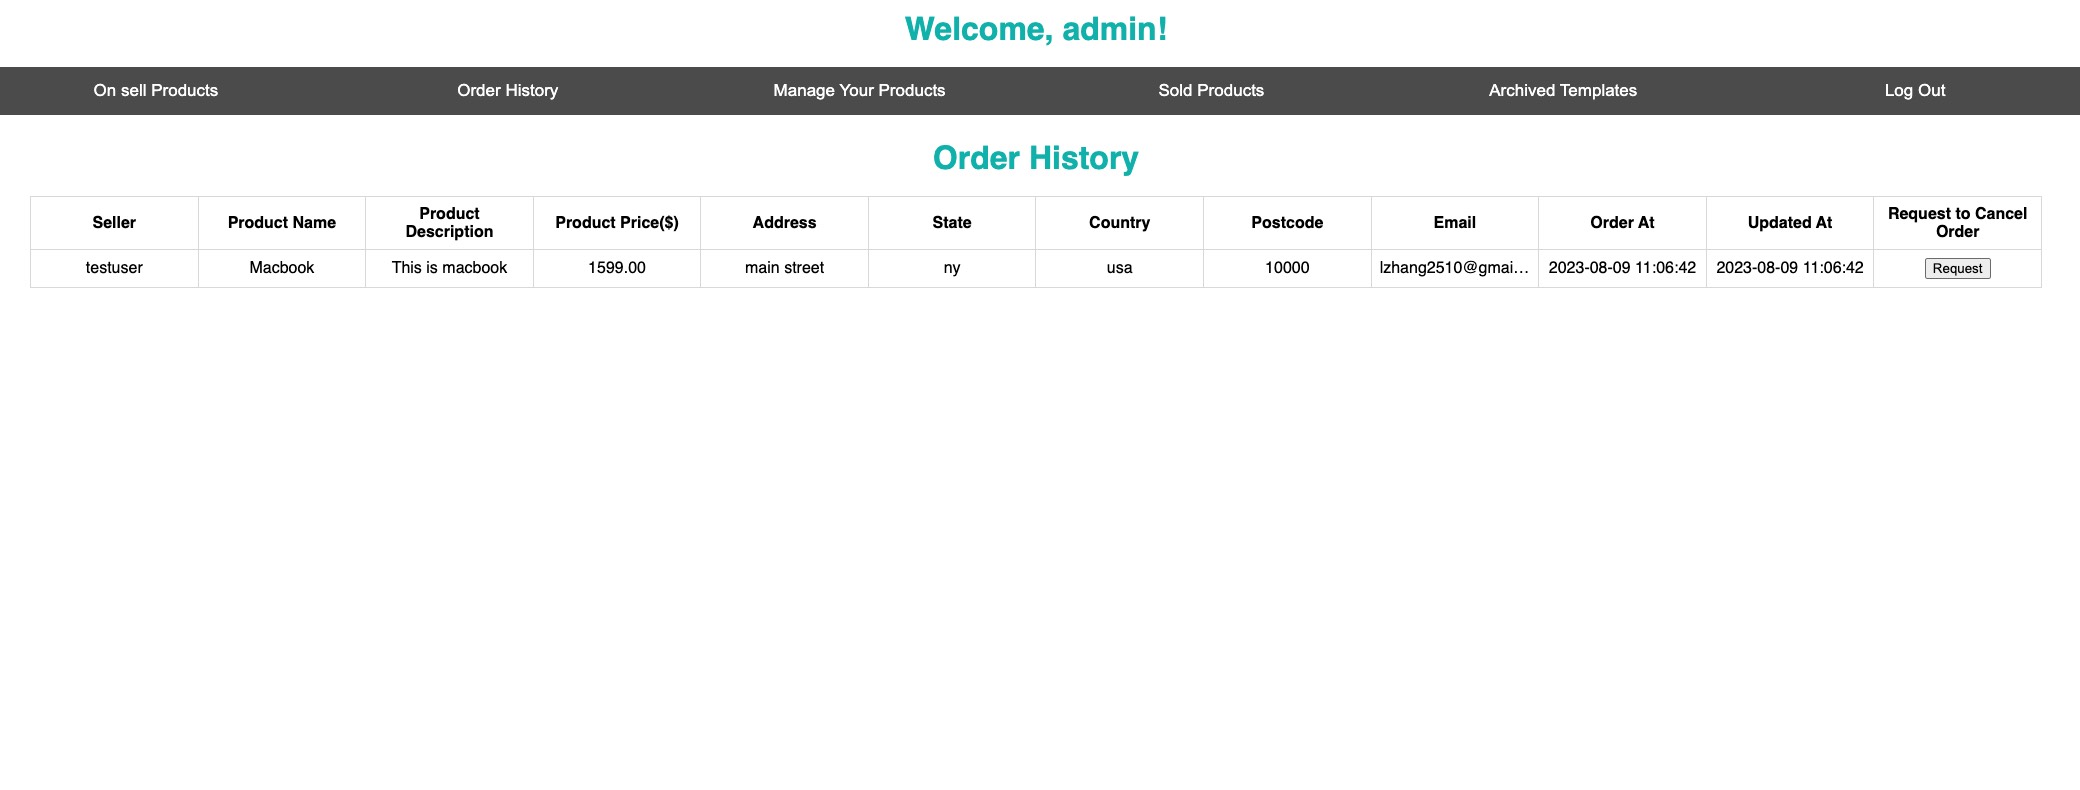 Welcome, admin!
On sell Products Order History Manage Your Products Sold Products Archived Templates Log Out
Order History
Seller Product Name Product Description Product Price($) Address State Country Postcode Email Order At Updated At Request to Cancel Order
testuser Macbook This is macbook 1599.00 main street ny usa 10000 lzhang2510@gmai... 2023-08-09 11:06:42 2023-08-09 11:06:42 Request